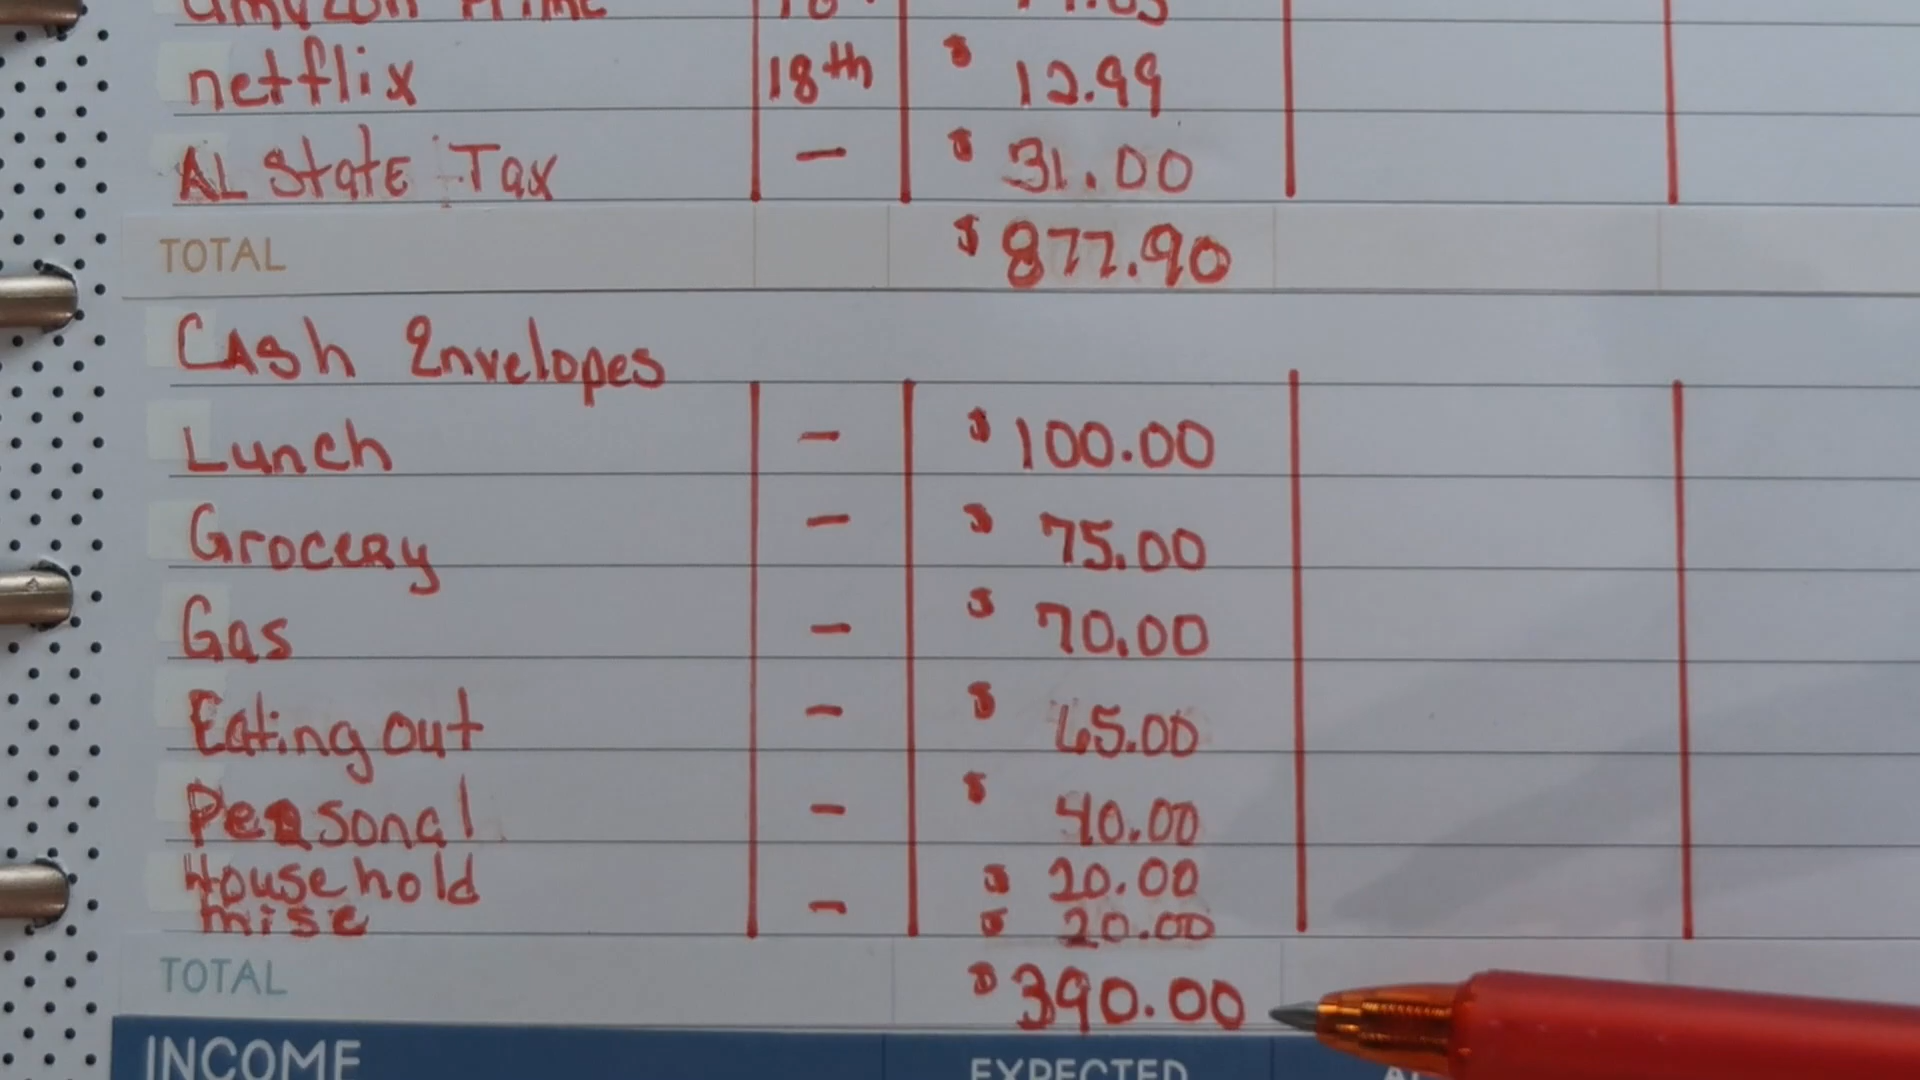 amazon Prime
netflix 18th $ 12.99
AL State Tax - $ 31.00
TOTAL $ 877.90
Cash Envelopes
Lunch - $ 100.00
Grocery - $ 75.00
Gas - $ 70.00
Eating out - $ 65.00
Personal - $ 40.00
Household - $ 20.00
misc $ 20.00
TOTAL $ 390.00
INCOME EXPECTED